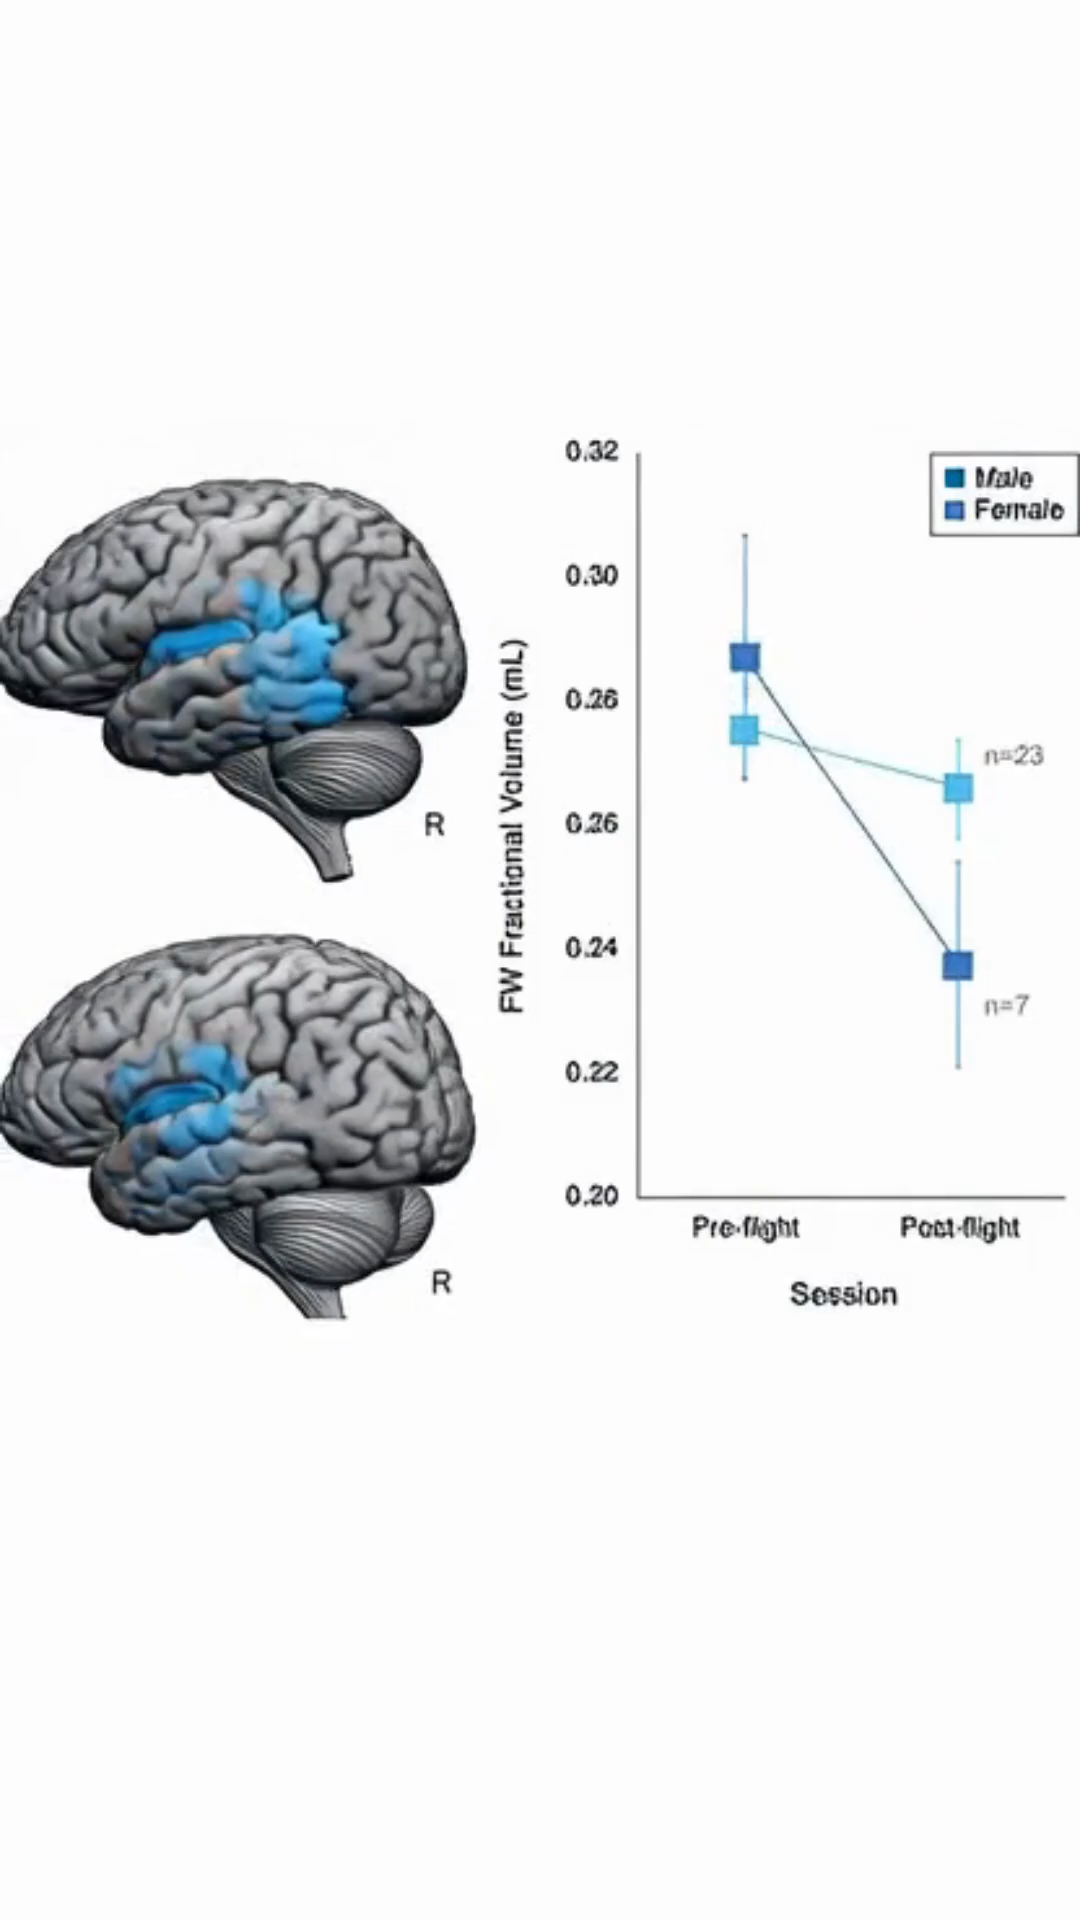 R
R
FW Fractional Volume (mL)
0.32
0.30
0.26
0.26
0.24
0.22
0.20
Male
Female
n=23
n=7
Pre-flight
Post-flight
Session